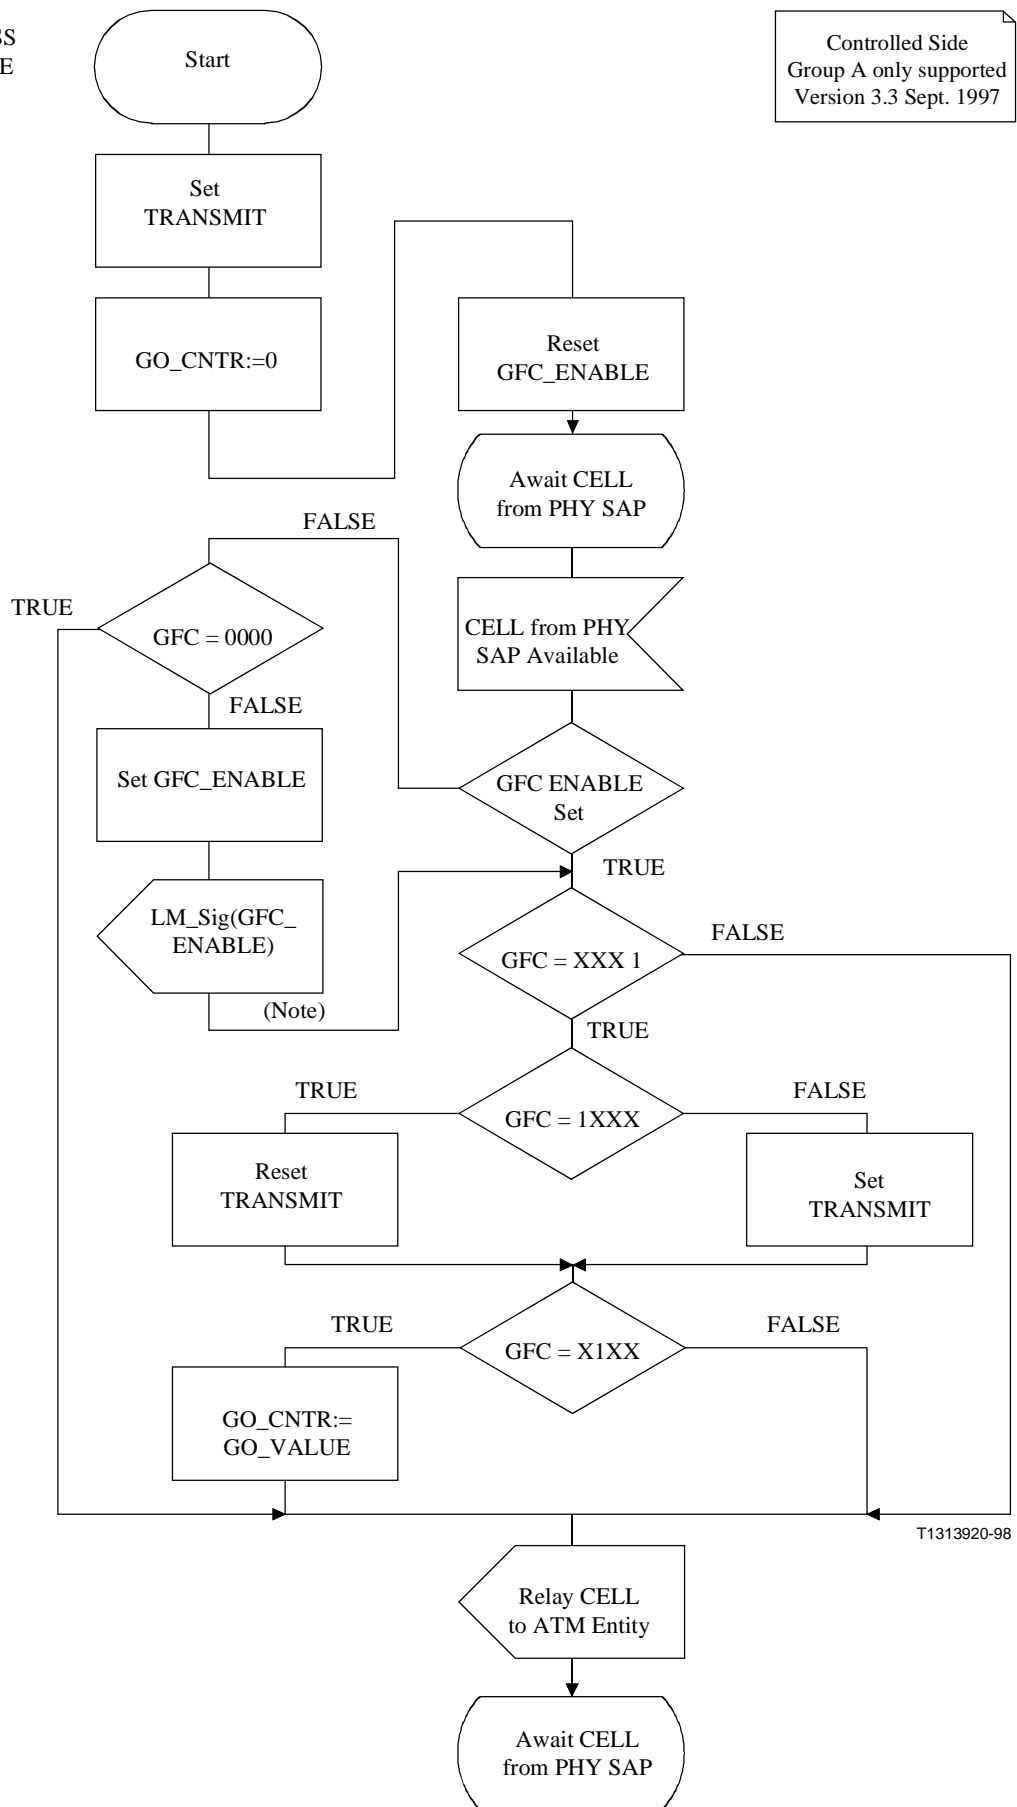 Start
Controlled Side
Group A only supported
Version 3.3 Sept. 1997
Set
TRANSMIT
GO_CNTR:=0
Reset
GFC_ENABLE
Await CELL
from PHY SAP
FALSE
TRUE
GFC = 0000
CELL from PHY
SAP Available
FALSE
Set GFC_ENABLE
GFC ENABLE
Set
TRUE
LM_Sig(GFC_
ENABLE)
(Note)
GFC = XXX 1
FALSE
TRUE
TRUE
GFC = 1XXX
FALSE
Reset
TRANSMIT
Set
TRANSMIT
TRUE
GFC = X1XX
FALSE
GO_CNTR:=
GO_VALUE
T1313920-98
Relay CELL
to ATM Entity
Await CELL
from PHY SAP